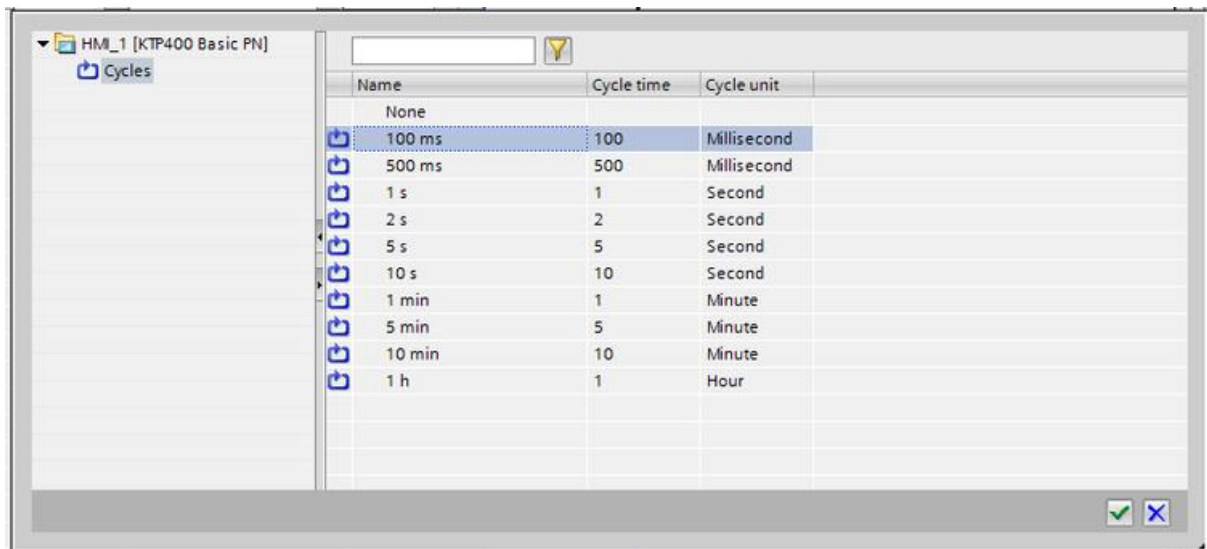 HMI_1 [KTP400 Basic PN]
Cycles
Name Cycle time Cycle unit
None
100 ms 100 Millisecond
500 ms 500 Millisecond
1 s 1 Second
2 s 2 Second
5 s 5 Second
10 s 10 Second
1 min 1 Minute
5 min 5 Minute
10 min 10 Minute
1 h 1 Hour